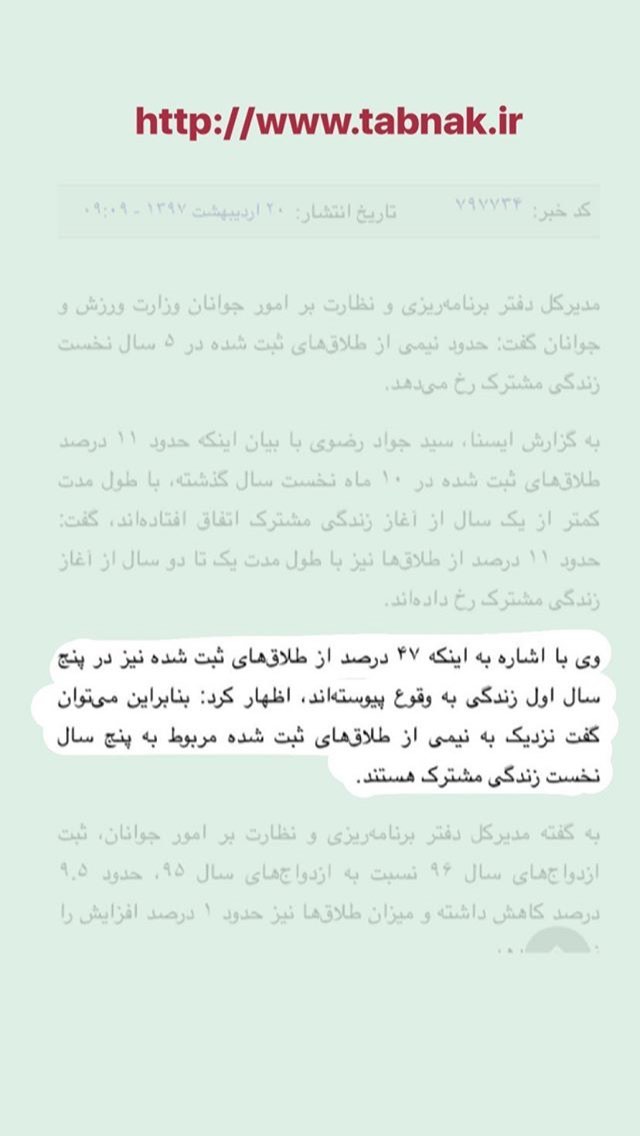 http://www.tabnak.ir
کد خبر: ۷۹۷۷۳۴ تاریخ انتشار: ۲۰ اردیبهشت ۱۳۹۷ - ۰۹:۰۹
مدیرکل دفتر برنامه‌ریزی و نظارت بر امور جوانان وزارت ورزش و
جوانان گفت: حدود نیمی از طلاق‌های ثبت شده در ۵ سال نخست
زندگی مشترک رخ می‌دهد.
به گزارش ایسنا، سید جواد رضوی با بیان اینکه حدود ۱۱ درصد
طلاق‌های ثبت شده در ۱۰ ماه نخست سال گذشته، با طول مدت
کمتر از یک سال از آغاز زندگی مشترک اتفاق افتاده‌اند، گفت:
حدود ۱۱ درصد از طلاق‌ها نیز با طول مدت یک تا دو سال از آغاز
زندگی مشترک رخ داده‌اند.
وی با اشاره به اینکه ۴۷ درصد از طلاق‌های ثبت شده نیز در پنج
سال اول زندگی به وقوع پیوسته‌اند، اظهار کرد: بنابراین می‌توان
گفت نزدیک به نیمی از طلاق‌های ثبت شده مربوط به پنج سال
نخست زندگی مشترک هستند.
به گفته مدیرکل دفتر برنامه‌ریزی و نظارت بر امور جوانان، ثبت
ازدواج‌های سال ۹۶ نسبت به ازدواج‌های سال ۹۵، حدود ۹.۵
درصد کاهش داشته و میزان طلاق‌ها نیز حدود ۱ درصد افزایش را